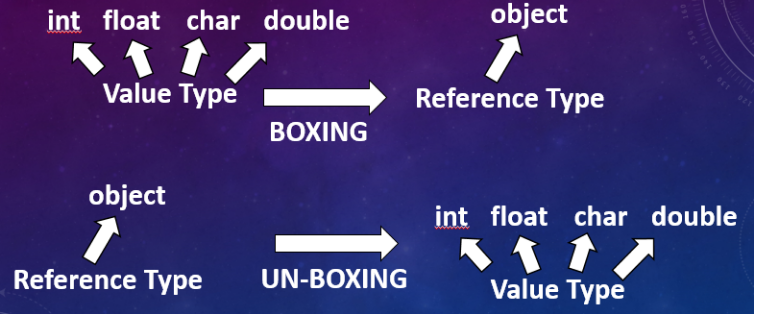 int float char double
object
Value Type
Reference Type
BOXING
object
int float char double
Reference Type
UN-BOXING
Value Type